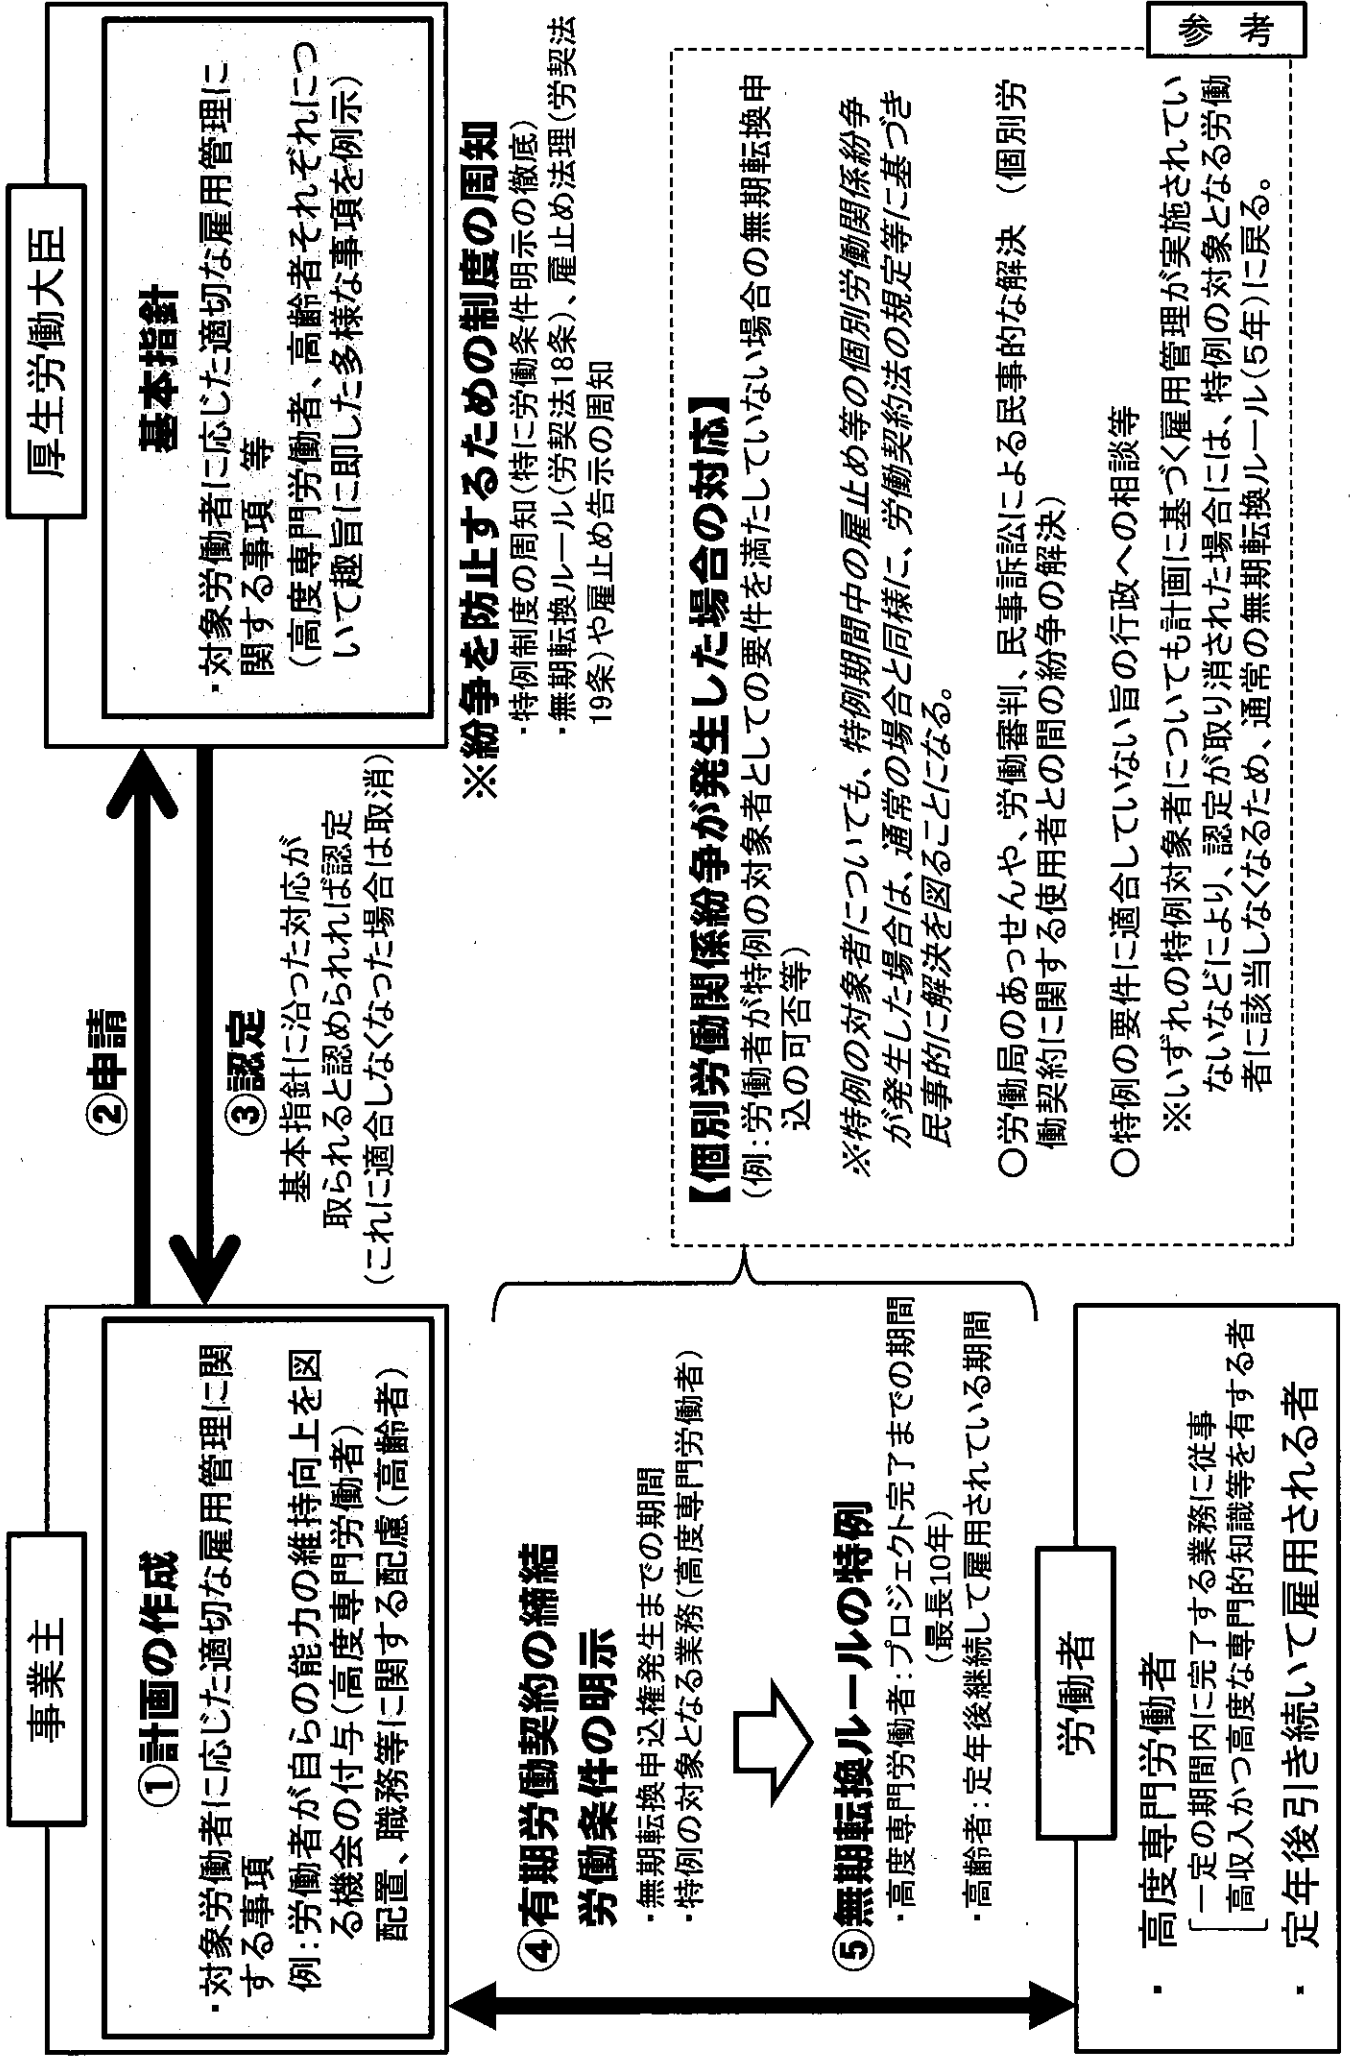 事業主
①計画の作成
・対象労働者に応じた適切な雇用管理に関
する事項
例:労働者が自らの能力の維持向上を図
る機会の付与(高度専門労働者)
配置、職務等に関する配慮(高齢者)
②申請
③認定
基本指針に沿った対応が
取られると認められれば認定
(これに適合しなくなった場合は取消)
厚生労働大臣
基本指針
・対象労働者に応じた適切な雇用管理に
関する事項 等
(高度専門労働者、高齢者それぞれにつ
いて趣旨に即した多様な事項を例示)
※紛争を防止するための制度の周知
・特例制度の周知(特に労働条件明示の徹底)
・無期転換ルール(労契法18条)、雇止め法理(労契法
19条)や雇止め告示の周知
④有期労働契約の締結
労働条件の明示
・無期転換申込権発生までの期間
・特例の対象となる業務(高度専門労働者)
⑤無期転換ルールの特例
・高度専門労働者:プロジェクト完了までの期間
(最長10年)
・高齢者:定年後継続して雇用されている期間
【個別労働関係紛争が発生した場合の対応】
(例:労働者が特例の対象者としての要件を満たしていない場合の無期転換申
込の可否等)
※特例の対象者についても、特例期間中の雇止め等の個別労働関係紛争
が発生した場合は、通常の場合と同様に、労働契約法の規定等に基づき
民事的に解決を図ることになる。
○労働局のあっせんや、労働審判、民事訴訟による民事的な解決 (個別労
働契約に関する使用者との間の紛争の解決)
○特例の要件に適合していない旨の行政への相談等
※いずれの特例対象者についても計画に基づく雇用管理が実施されてい
ないなどにより、認定が取り消された場合には、特例の対象となる労働
者に該当しなくなるため、通常の無期転換ルール(5年)に戻る。
労働者
・ 高度専門労働者
一定の期間内に完了する業務に従事
高収入かつ高度な専門的知識等を有する者
・ 定年後引き続いて雇用される者
参考